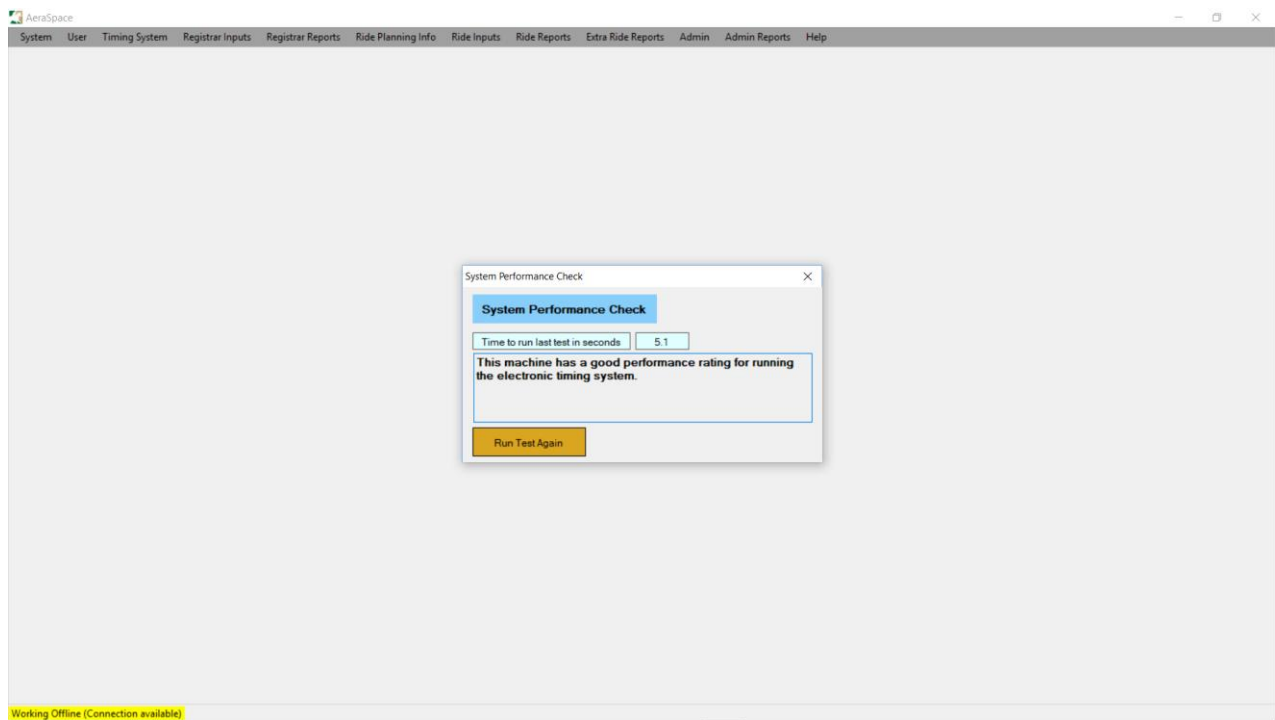 AeraSpace
System User Timing System Registrar Inputs Registrar Reports Ride Planning Info Ride Inputs Ride Reports Extra Ride Reports Admin Admin Reports Help
System Performance Check
System Performance Check
Time to run last test in seconds 5.1
This machine has a good performance rating for running
the electronic timing system.
Run Test Again
Working Offline (Connection available)